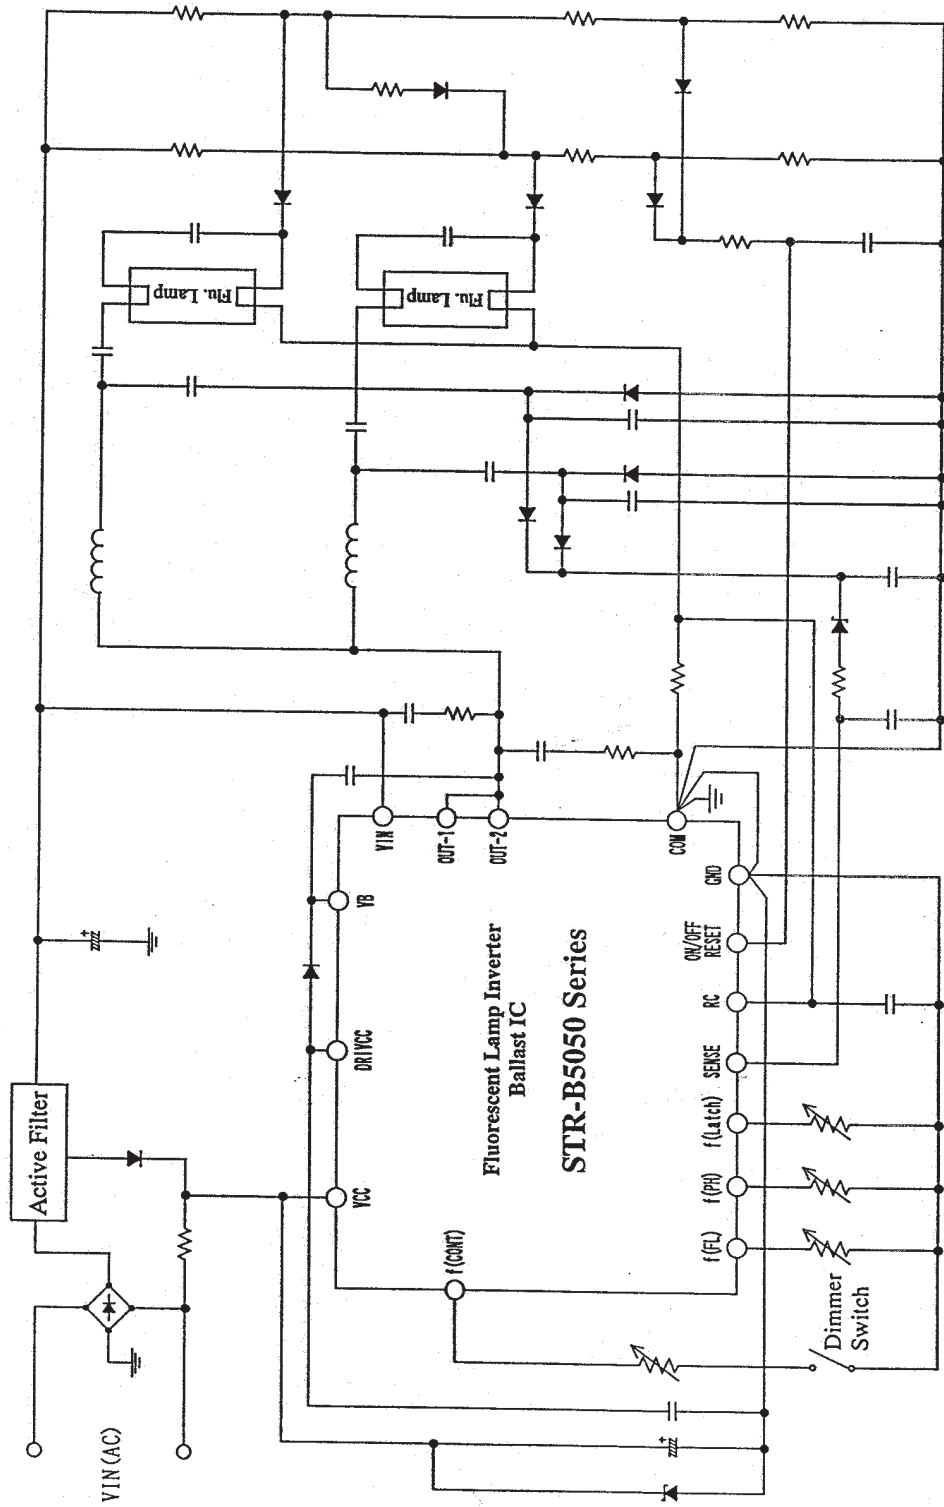 VIN(AC)
Active Filter
VCC
DRIVCC
VB
VIN
OUT-1
OUT-2
COM
f(CONT)
Fluorescent Lamp Inverter
Ballast IC
STR-B5050 Series
f(FL)
f(PH)
f(Latch)
SENSE
RC
ON/OFF
RESET
GND
Dimmer
Switch
Flu. Lamp
Flu. Lamp
+
+